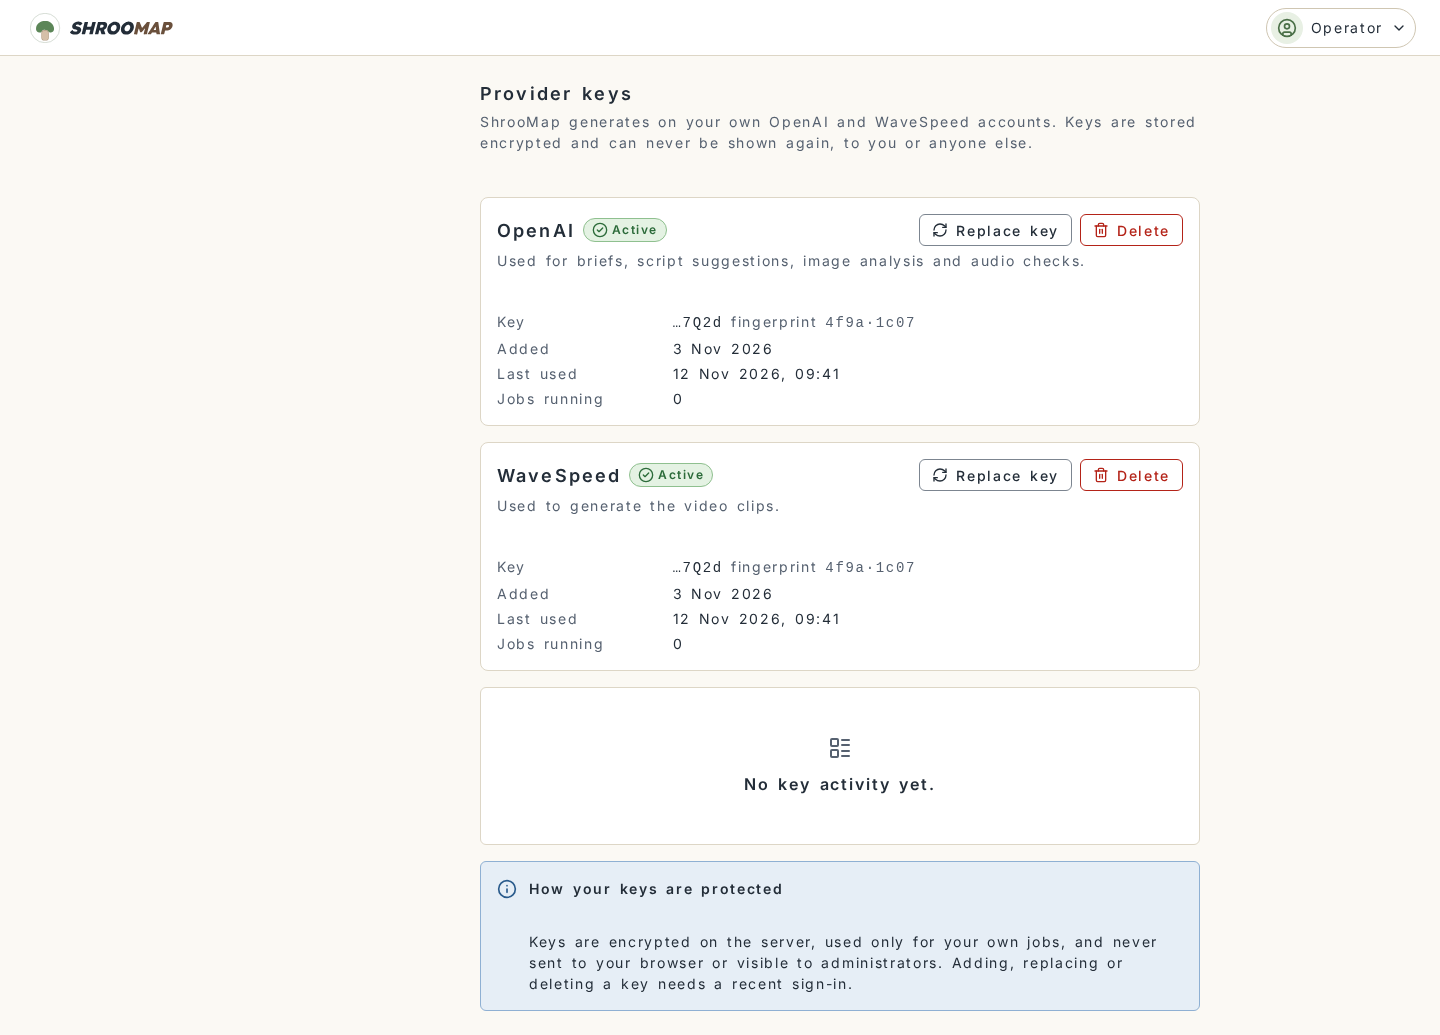 SHROOMAP
Operator
Provider keys
ShrooMap generates on your own OpenAI and WaveSpeed accounts. Keys are stored
encrypted and can never be shown again, to you or anyone else.
OpenAI Active Replace key Delete
Used for briefs, script suggestions, image analysis and audio checks.
Key …7Q2d fingerprint 4f9a·1c07
Added 3 Nov 2026
Last used 12 Nov 2026, 09:41
Jobs running 0
WaveSpeed Active Replace key Delete
Used to generate the video clips.
Key …7Q2d fingerprint 4f9a·1c07
Added 3 Nov 2026
Last used 12 Nov 2026, 09:41
Jobs running 0
No key activity yet.
How your keys are protected
Keys are encrypted on the server, used only for your own jobs, and never
sent to your browser or visible to administrators. Adding, replacing or
deleting a key needs a recent sign-in.